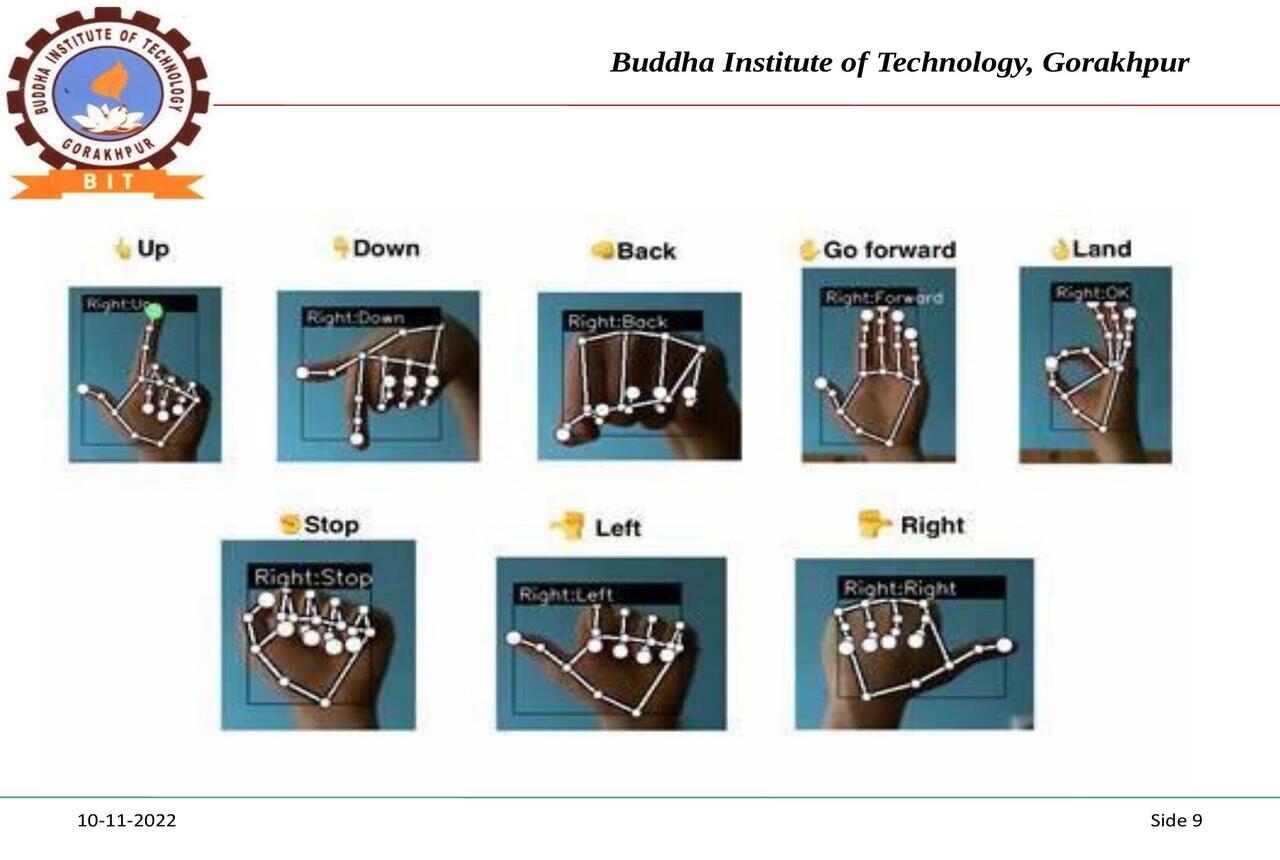 BUDDHA INSTITUTE OF TECHNOLOGY
GORAKHPUR
BIT
Buddha Institute of Technology, Gorakhpur
Up
Down
Back
Go forward
Land
Right:Up
Right:Down
Right:Back
Right:Forward
Right:OK
Stop
Left
Right
Right:Stop
Right:Left
Right:Right
10-11-2022
Side 9